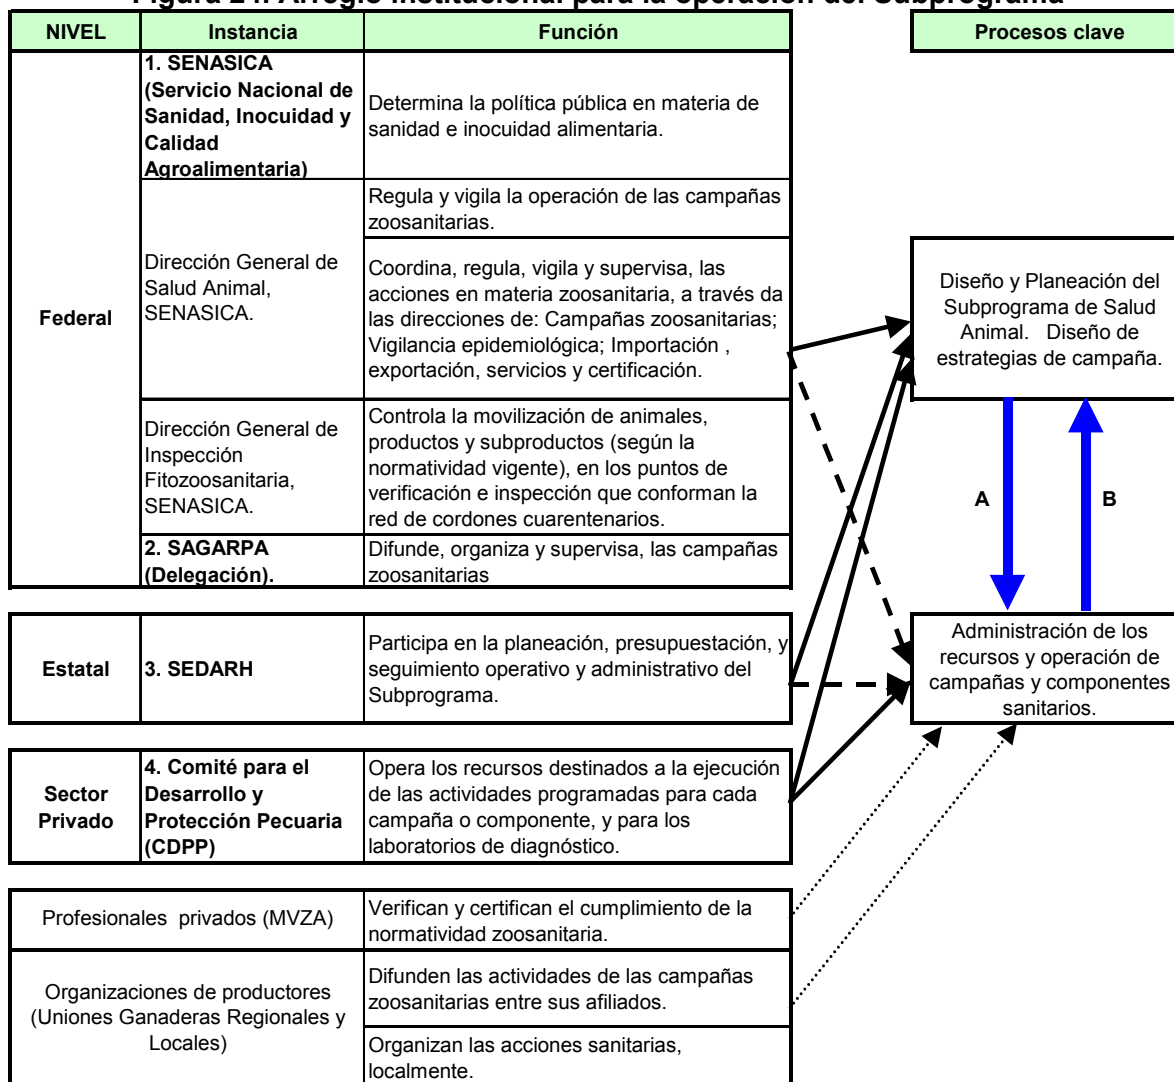 Figura 24. Arreglo institucional para la operación del Subprograma
NIVEL
Instancia
Función
Procesos clave
Federal
1. SENASICA
(Servicio Nacional de
Sanidad, Inocuidad y
Calidad
Agroalimentaria)
Determina la política pública en materia de
sanidad e inocuidad alimentaria.
Dirección General de
Salud Animal,
SENASICA.
Regula y vigila la operación de las campañas
zoosanitarias.
Coordina, regula, vigila y supervisa, las
acciones en materia zoosanitaria, a través da
las direcciones de: Campañas zoosanitarias;
Vigilancia epidemiológica; Importación ,
exportación, servicios y certificación.
Dirección General de
Inspección
Fitozoosanitaria,
SENASICA.
Controla la movilización de animales,
productos y subproductos (según la
normatividad vigente), en los puntos de
verificación e inspección que conforman la
red de cordones cuarentenarios.
2. SAGARPA
(Delegación).
Difunde, organiza y supervisa, las campañas
zoosanitarias
Diseño y Planeación del
Subprograma de Salud
Animal. Diseño de
estrategias de campaña.
A
B
Estatal
3. SEDARH
Participa en la planeación, presupuestación, y
seguimiento operativo y administrativo del
Subprograma.
Administración de los
recursos y operación de
campañas y componentes
sanitarios.
Sector
Privado
4. Comité para el
Desarrollo y
Protección Pecuaria
(CDPP)
Opera los recursos destinados a la ejecución
de las actividades programadas para cada
campaña o componente, y para los
laboratorios de diagnóstico.
Profesionales privados (MVZA)
Verifican y certifican el cumplimiento de la
normatividad zoosanitaria.
Organizaciones de productores
(Uniones Ganaderas Regionales y
Locales)
Difunden las actividades de las campañas
zoosanitarias entre sus afiliados.
Organizan las acciones sanitarias,
localmente.